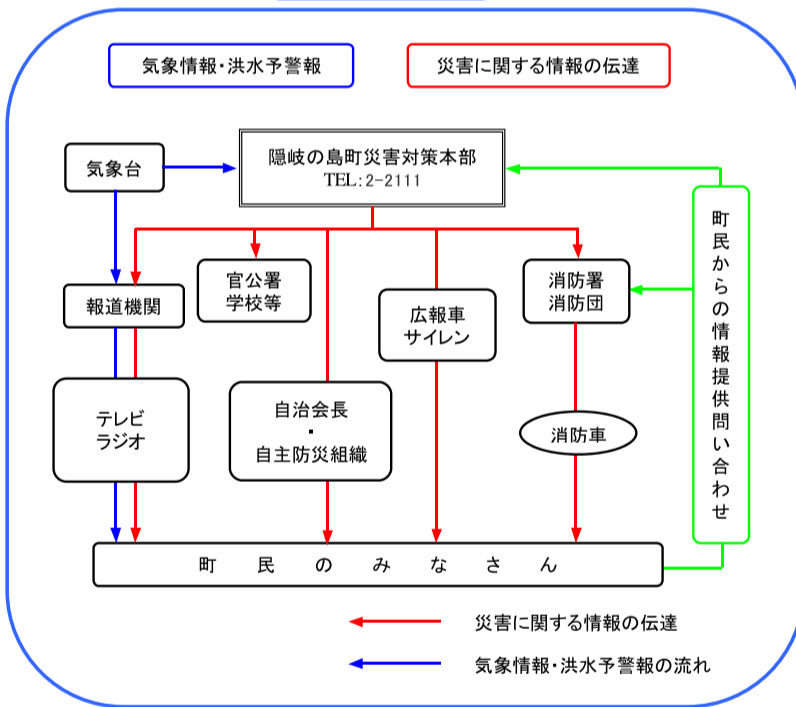 気象情報・洪水予警報
災害に関する情報の伝達
気象台
隠岐の島町災害対策本部
TEL:2-2111
報道機関
官公署
学校等
広報車
サイレン
消防署
消防団
テレビ
ラジオ
自治会長
・
自主防災組織
消防車
町民からの情報提供問い合わせ
町民のみなさん
災害に関する情報の伝達
気象情報・洪水予警報の流れ